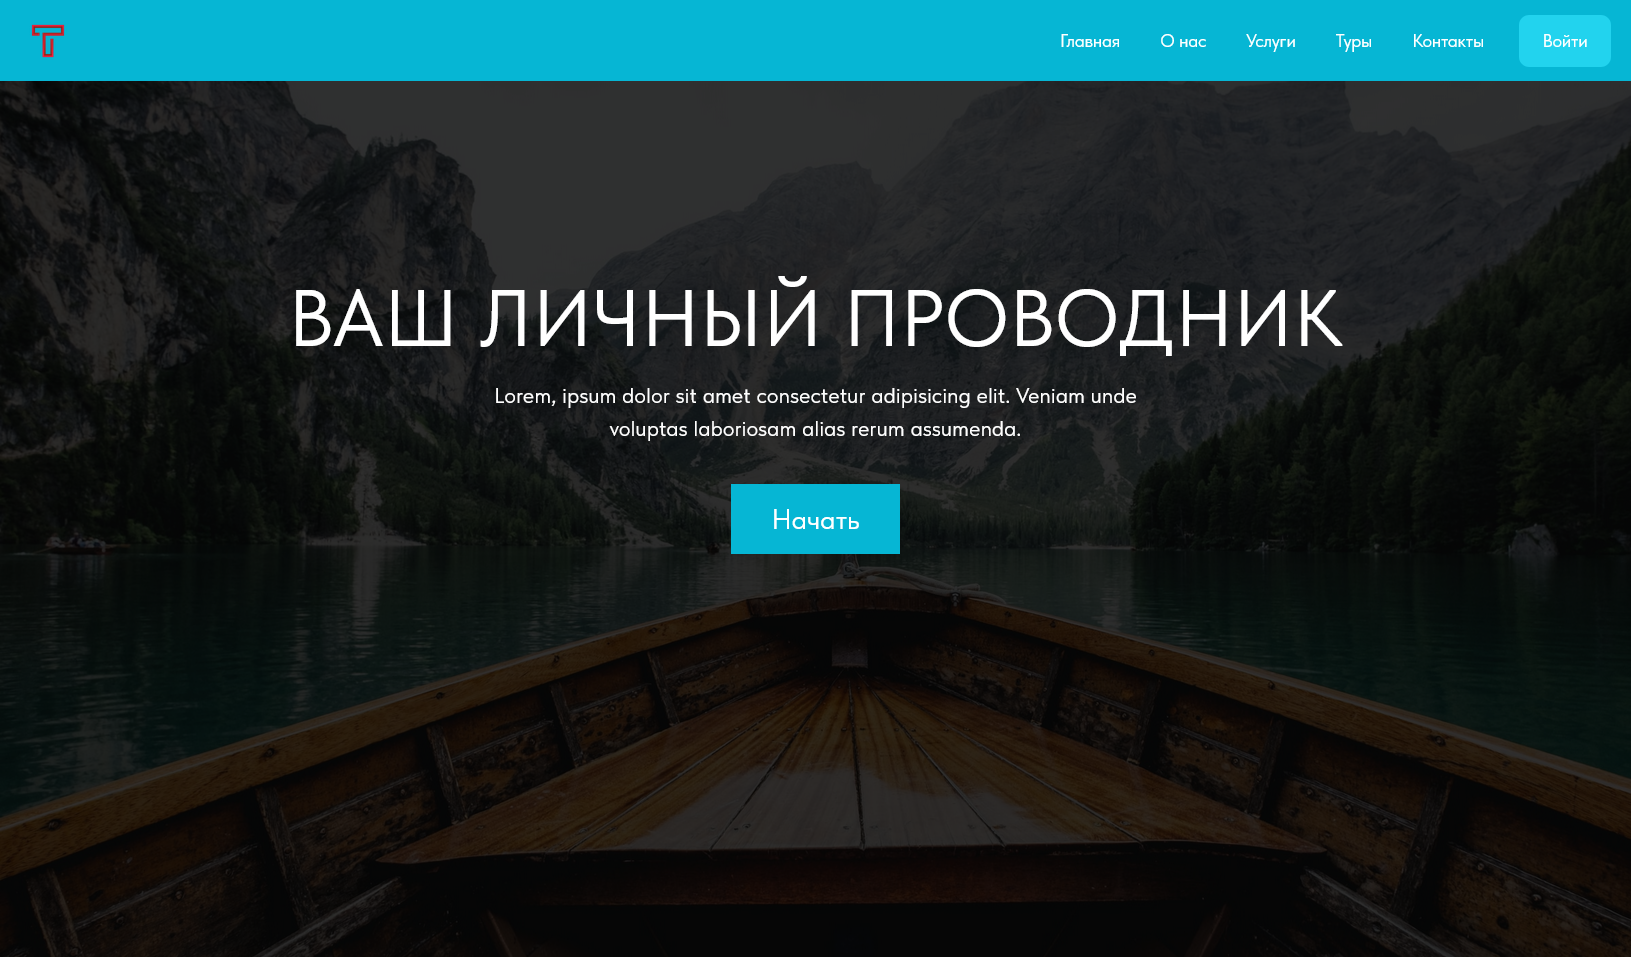 T
Главная О нас Услуги Туры Контакты Войти
ВАШ ЛИЧНЫЙ ПРОВОДНИК
Lorem, ipsum dolor sit amet consectetur adipisicing elit. Veniam unde
voluptas laboriosam alias rerum assumenda.
Начать